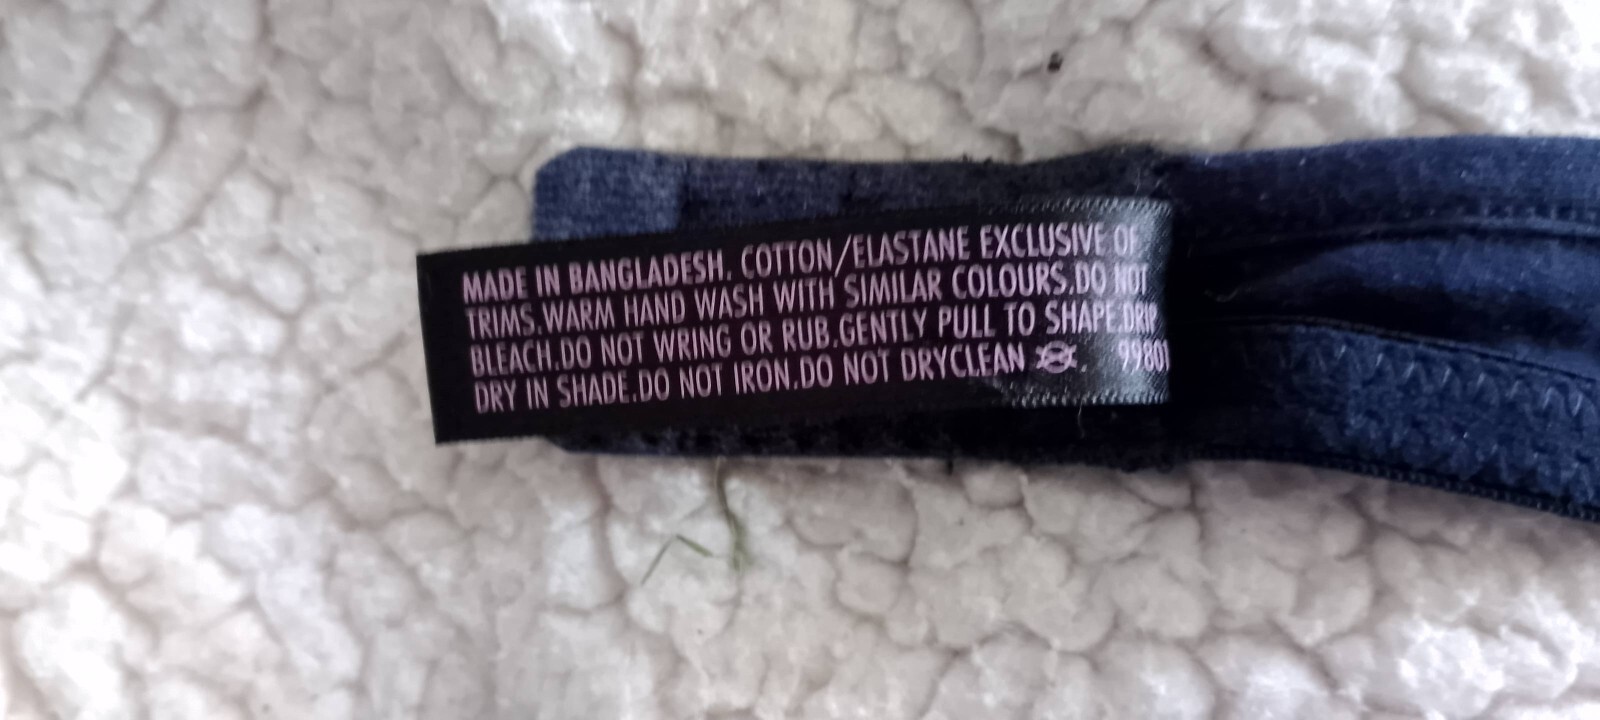 MADE IN BANGLADESH. COTTON/ELASTANE EXCLUSIVE OF
TRIMS.WARM HAND WASH WITH SIMILAR COLOURS.DO NOT
BLEACH.DO NOT WRING OR RUB.GENTLY PULL TO SHAPE.DRIP
DRY IN SHADE.DO NOT IRON.DO NOT DRYCLEAN . 99801